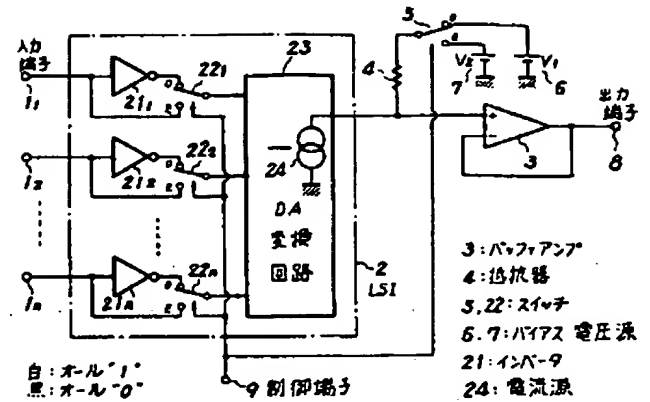 入力
端子
1₁
21₁
22₁
1₂
21₂
22₂
1n
21n
22n
23
24
DA
変換
回路
2
LSI
4
5
V₂
7
V₁
6
+
-
3
出力
端子
8
9 制御端子
白:オール"1"
黒:オール"0"
3:バッファアンプ
4:抵抗器
5,22:スイッチ
6,7:バイアス電圧源
21:インバータ
24:電流源